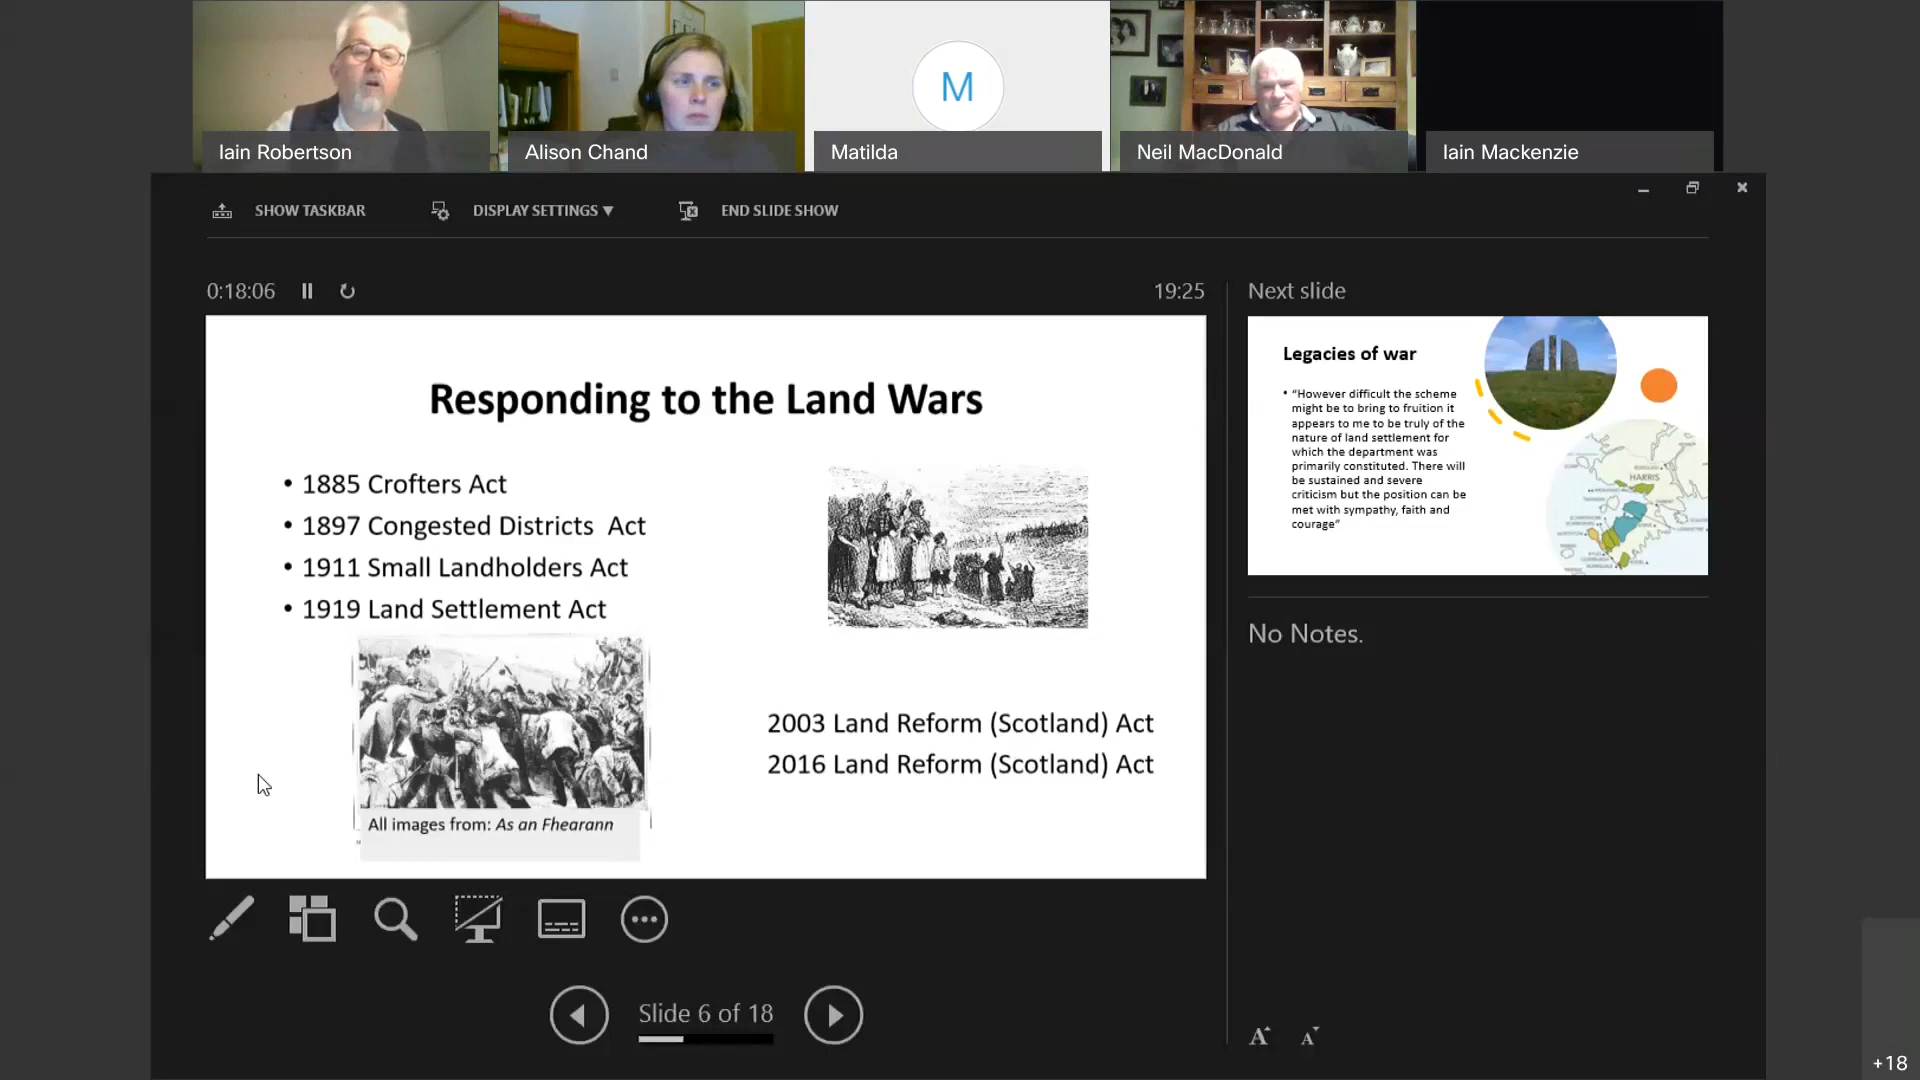 Iain Robertson
Alison Chand
M
Matilda
Neil MacDonald
Iain Mackenzie
SHOW TASKBAR
DISPLAY SETTINGS ▼
END SLIDE SHOW
0:18:06
19:25
Responding to the Land Wars
• 1885 Crofters Act
• 1897 Congested Districts  Act
• 1911 Small Landholders Act
• 1919 Land Settlement Act
All images from: As an Fhearann
2003 Land Reform (Scotland) Act
2016 Land Reform (Scotland) Act
Next slide
Legacies of war
• “However difficult the scheme
might be to bring to fruition it
appears to me to be truly of the
nature of land settlement for
which the department was
primarily constituted. There will
be sustained and severe
criticism but the position can be
met with sympathy, faith and
courage”
HARRIS
No Notes.
Slide 6 of 18
A
A
+18